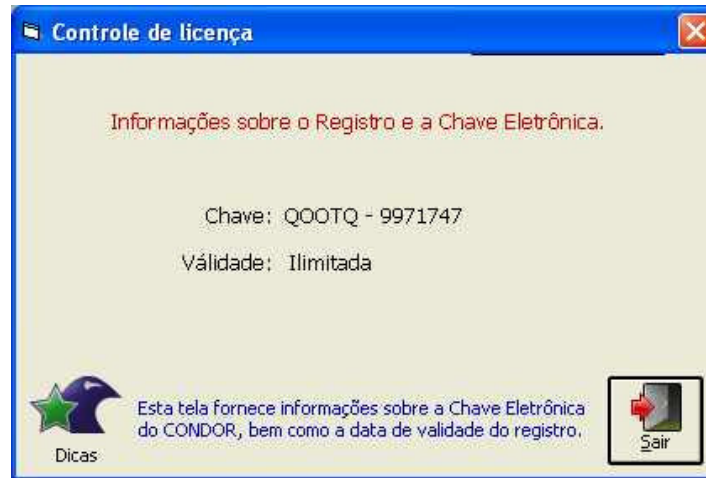 Controle de licença
Informações sobre o Registro e a Chave Eletrônica.
Chave: QOOTQ - 9971747
Válidade: Ilimitada
Esta tela fornece informações sobre a Chave Eletrônica
do CONDOR, bem como a data de validade do registro.
Dicas
Sair